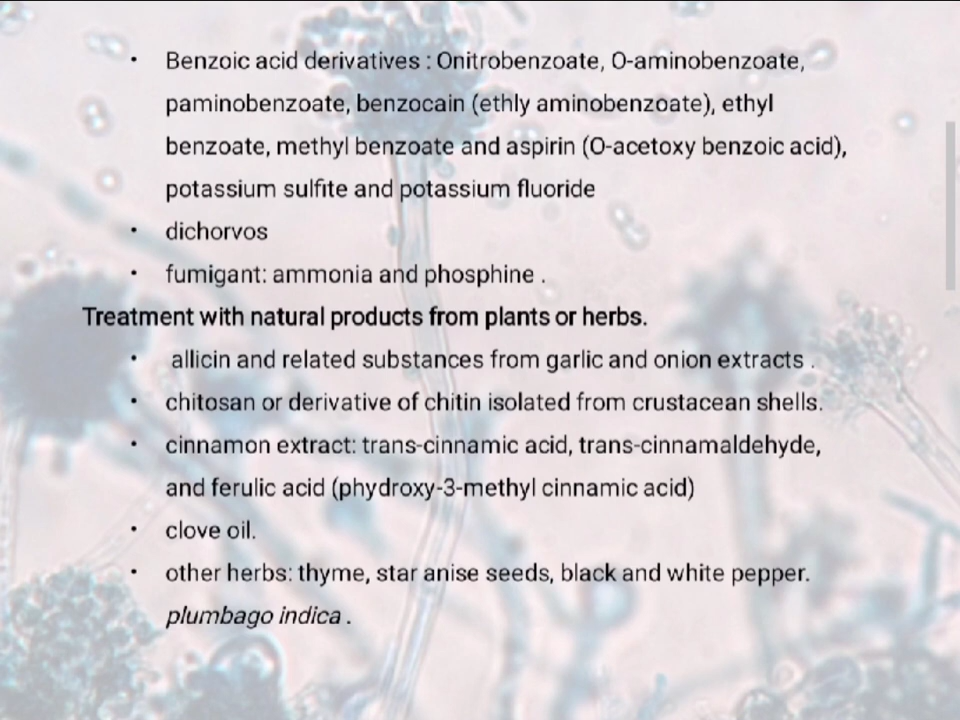 • Benzoic acid derivatives : Onitrobenzoate, O-aminobenzoate,
paminobenzoate, benzocain (ethly aminobenzoate), ethyl
benzoate, methyl benzoate and aspirin (O-acetoxy benzoic acid),
potassium sulfite and potassium fluoride
• dichorvos
• fumigant: ammonia and phosphine .
Treatment with natural products from plants or herbs.
• allicin and related substances from garlic and onion extracts .
• chitosan or derivative of chitin isolated from crustacean shells.
• cinnamon extract: trans-cinnamic acid, trans-cinnamaldehyde,
and ferulic acid (phydroxy-3-methyl cinnamic acid)
• clove oil.
• other herbs: thyme, star anise seeds, black and white pepper.
plumbago indica .